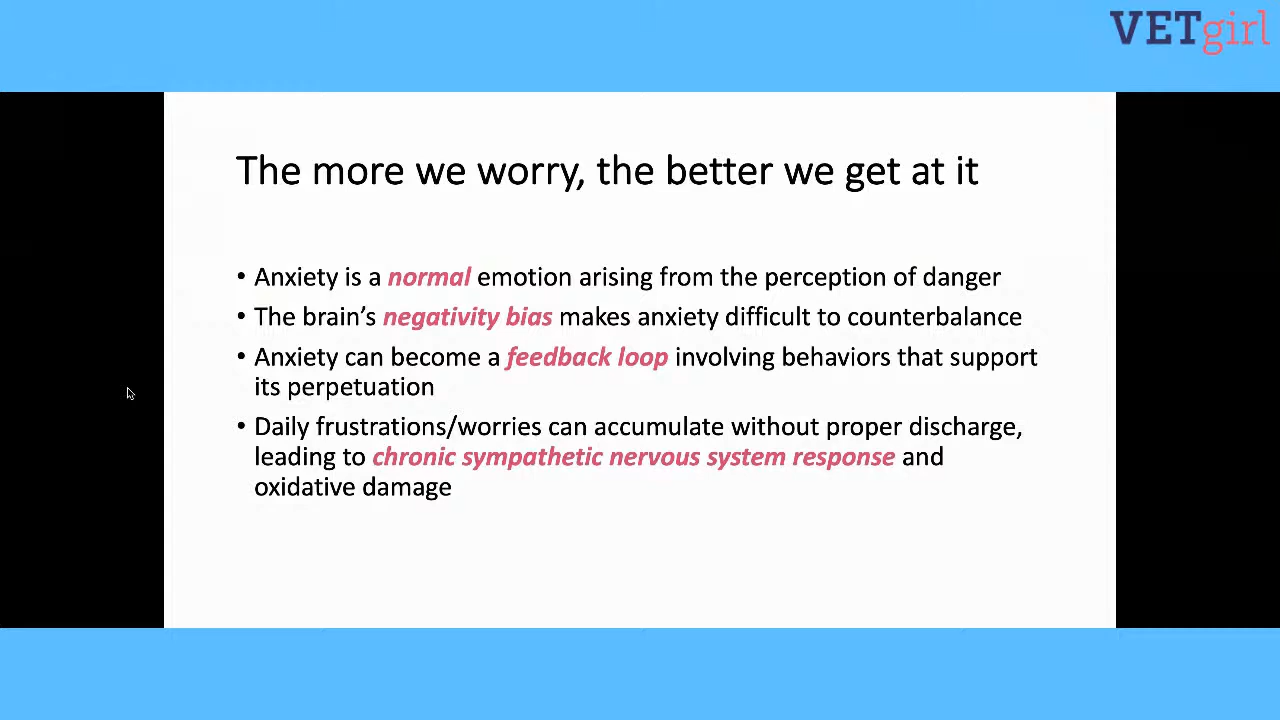 VETgirl
The more we worry, the better we get at it
• Anxiety is a normal emotion arising from the perception of danger
• The brain’s negativity bias makes anxiety difficult to counterbalance
• Anxiety can become a feedback loop involving behaviors that support
its perpetuation
• Daily frustrations/worries can accumulate without proper discharge,
leading to chronic sympathetic nervous system response and
oxidative damage